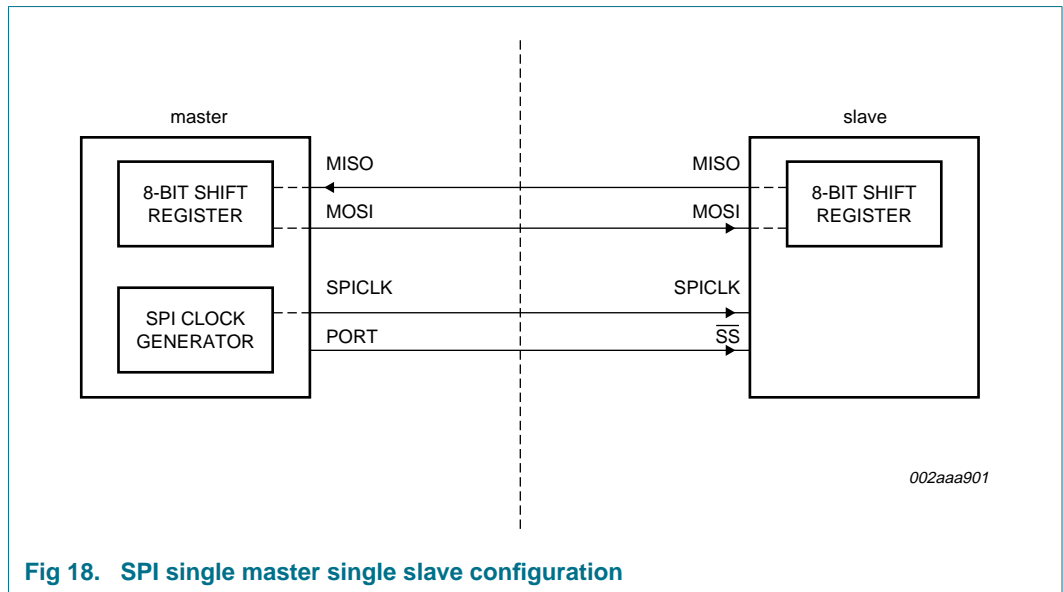 master
slave
8-BIT SHIFT
REGISTER
MISO
MISO
MOSI
MOSI
8-BIT SHIFT
REGISTER
SPI CLOCK
GENERATOR
SPICLK
SPICLK
PORT
S̅S̅
002aaa901
Fig 18. SPI single master single slave configuration